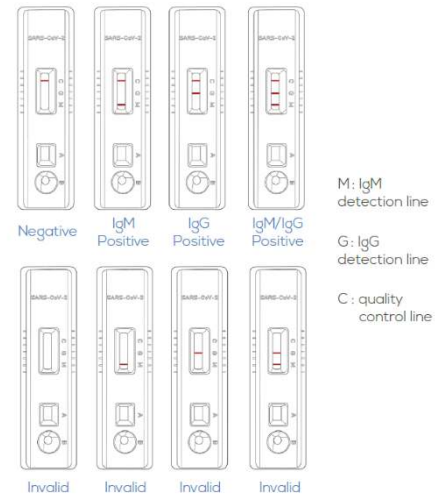 SARS-CoV-2 SARS-CoV-2 SARS-CoV-2 SARS-CoV-2
C G M C G M C G M C G M
A A A A
B B B B
Negative IgM Positive IgG Positive IgM/IgG Positive
SARS-CoV-2 SARS-CoV-2 SARS-CoV-2 SARS-CoV-2
C G M C G M C G M C G M
A A A A
B B B B
Invalid Invalid Invalid Invalid
M: IgM
detection line
G: IgG
detection line
C : quality
control line